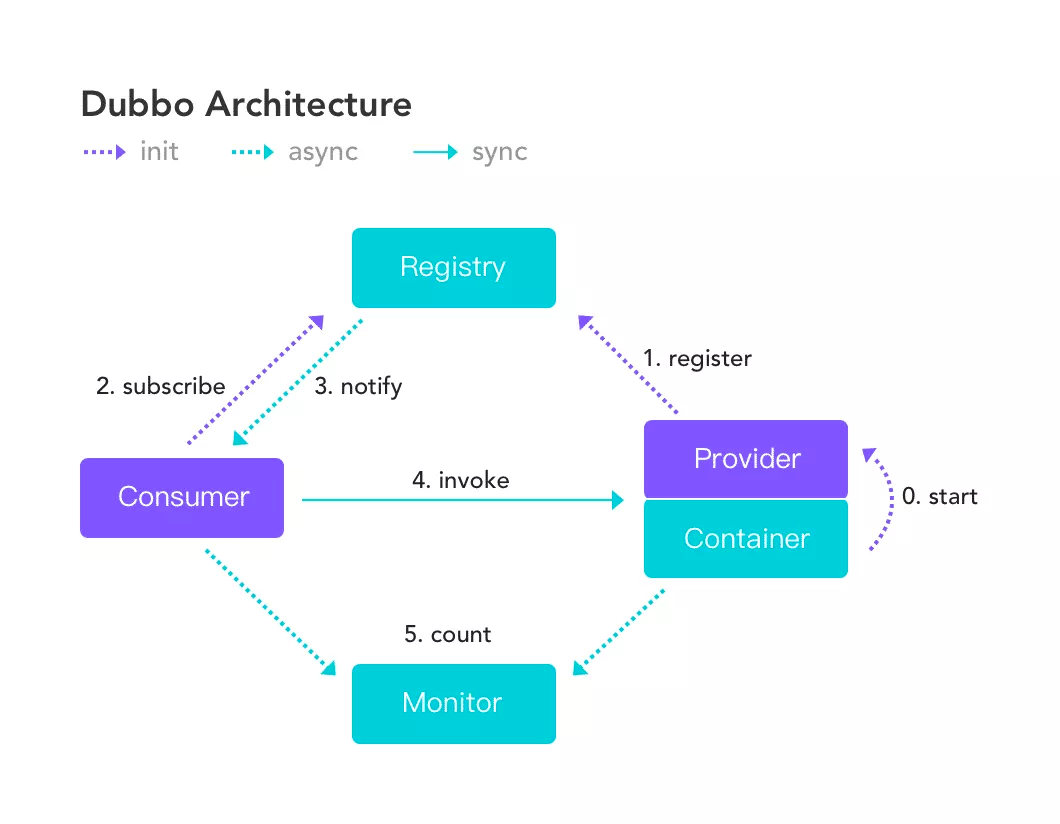 Dubbo Architecture
init async sync
Registry
1. register
2. subscribe
3. notify
Provider
4. invoke
Consumer
0. start
Container
5. count
Monitor